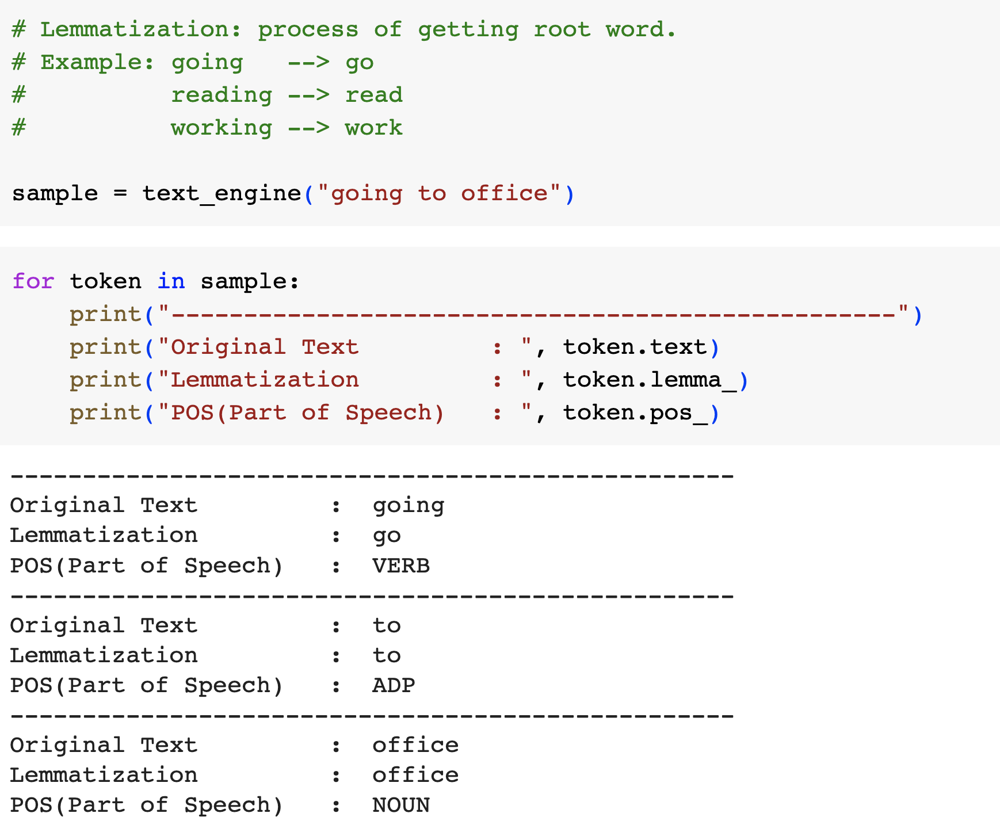 # Lemmatization: process of getting root word.
# Example: going   --> go
#          reading --> read
#          working --> work
sample = text_engine("going to office")
for token in sample:
    print("--------------------------------------------------")
    print("Original Text         : ", token.text)
    print("Lemmatization         : ", token.lemma_)
    print("POS(Part of Speech)   : ", token.pos_)
--------------------------------------------------
Original Text         :  going
Lemmatization         :  go
POS(Part of Speech)   :  VERB
--------------------------------------------------
Original Text         :  to
Lemmatization         :  to
POS(Part of Speech)   :  ADP
--------------------------------------------------
Original Text         :  office
Lemmatization         :  office
POS(Part of Speech)   :  NOUN